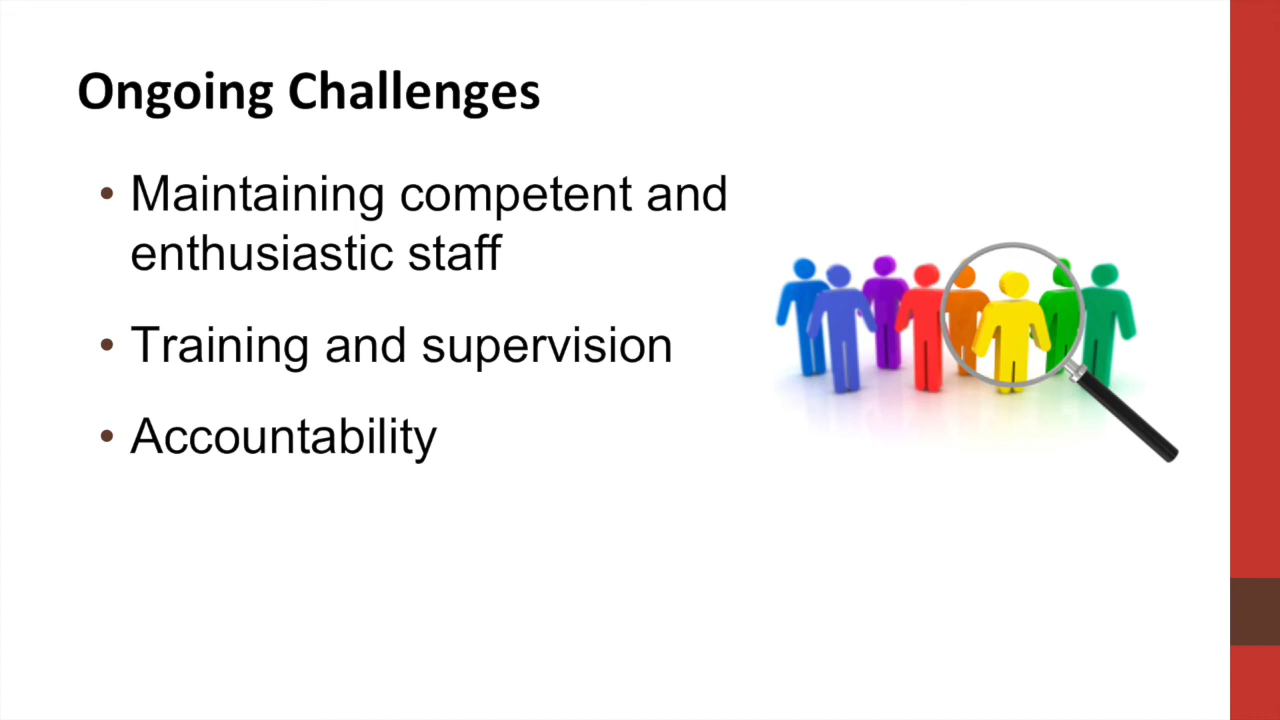 Ongoing Challenges
• Maintaining competent and
enthusiastic staff
• Training and supervision
• Accountability